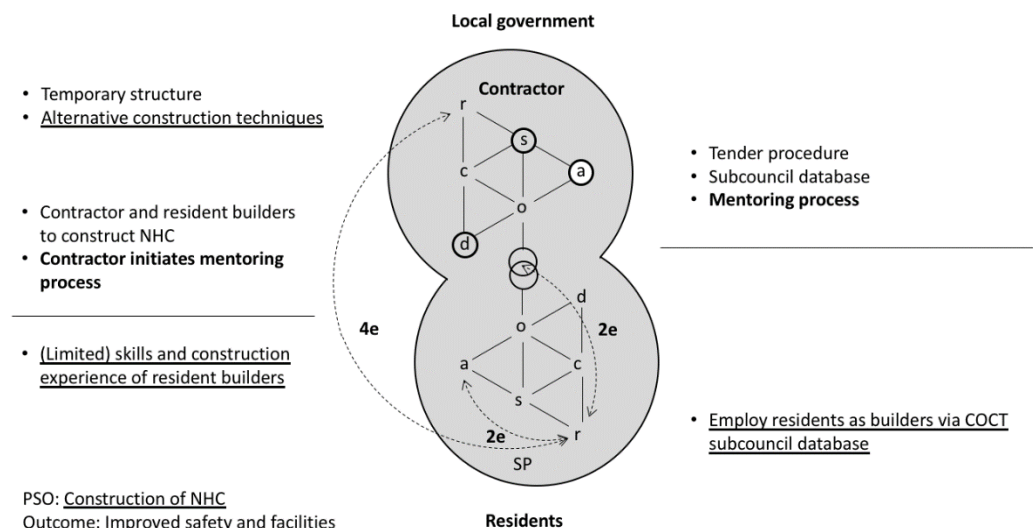 Local government
Contractor
• Temporary structure
• Alternative construction techniques
• Contractor and resident builders
to construct NHC
• Contractor initiates mentoring
process
• (Limited) skills and construction
experience of resident builders
PSO: Construction of NHC
Outcome: Improved safety and facilities
r
s
c
a
o
d
d
4e
o
2e
a
c
s
2e
r
SP
Residents
• Tender procedure
• Subcouncil database
• Mentoring process
• Employ residents as builders via COCT
subcouncil database